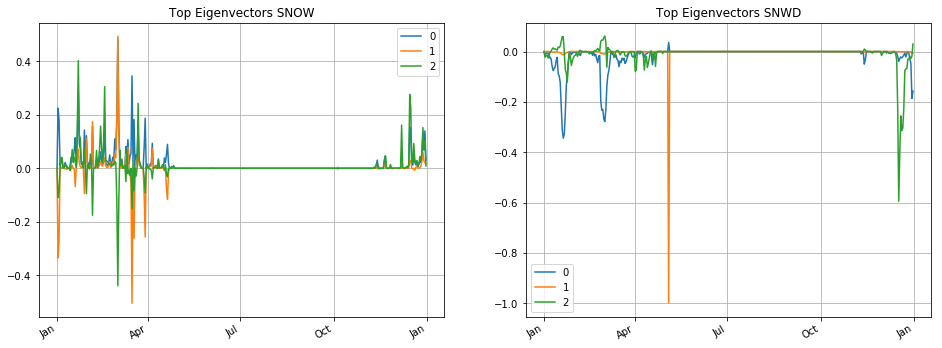 Top Eigenvectors SNOW
0
1
2
0.4
0.2
0.0
−0.2
−0.4
Jan
Apr
Jul
Oct
Jan
Top Eigenvectors SNWD
0.0
−0.2
−0.4
−0.6
−0.8
−1.0
0
1
2
Jan
Apr
Jul
Oct
Jan